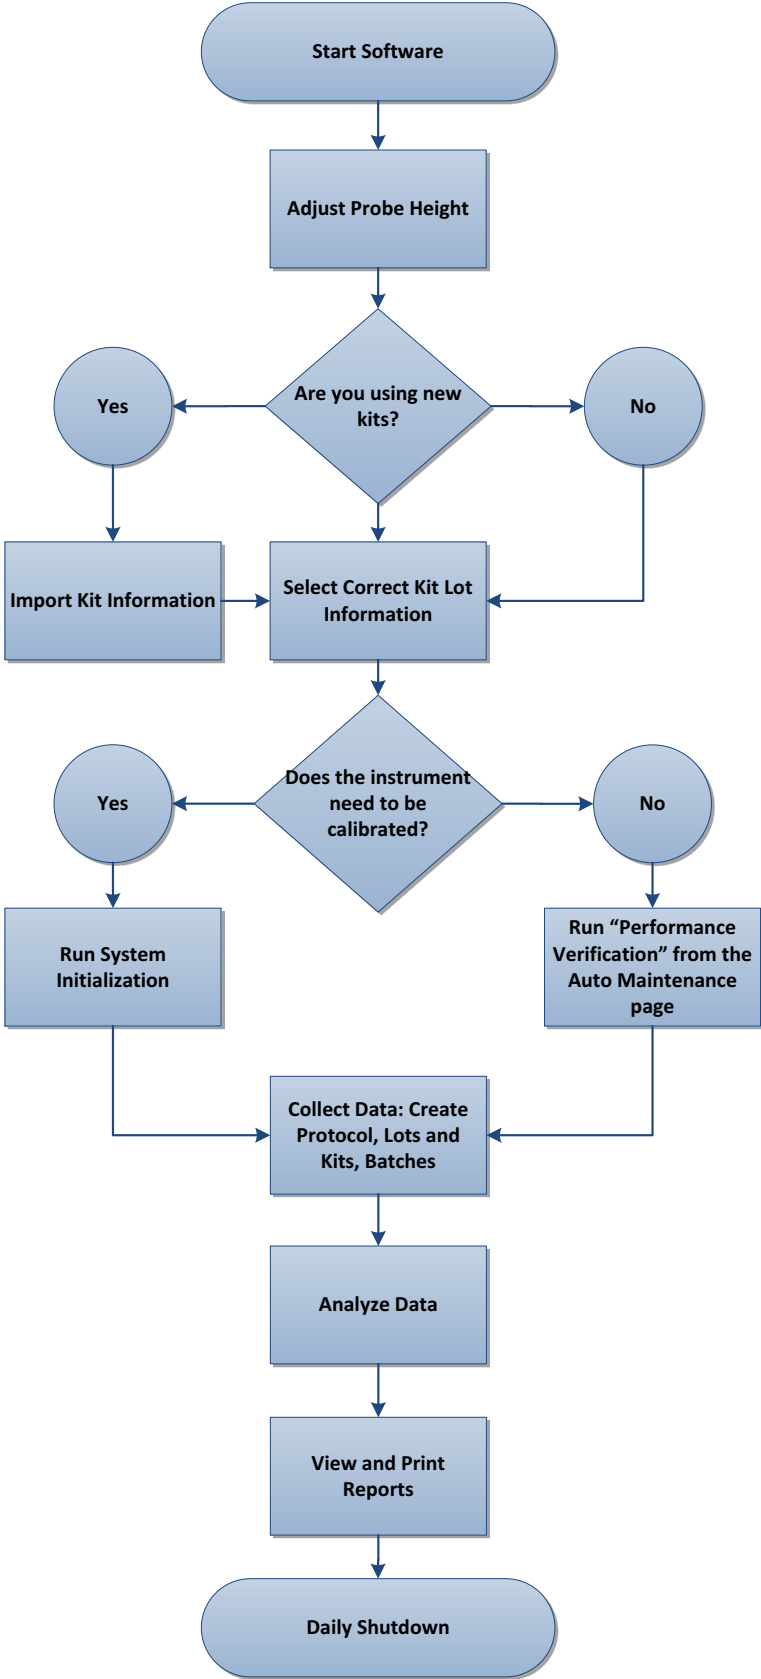 Start Software
Adjust Probe Height
Are you using new
kits?
Yes
No
Import Kit Information
Select Correct Kit Lot
Information
Does the instrument
need to be
calibrated?
Yes
No
Run System
Initialization
Run “Performance
Verification” from the
Auto Maintenance
page
Collect Data: Create
Protocol, Lots and
Kits, Batches
Analyze Data
View and Print
Reports
Daily Shutdown